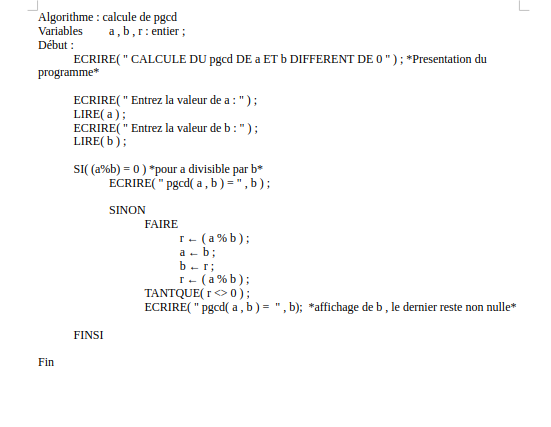 Algorithme : calcule de pgcd
Variables a , b , r : entier ;
Début :
ECRIRE( " CALCULE DU pgcd DE a ET b DIFFERENT DE 0 " ) ; *Presentation du
programme*
ECRIRE( " Entrez la valeur de a : " ) ;
LIRE( a ) ;
ECRIRE( " Entrez la valeur de b : " ) ;
LIRE( b ) ;
SI( (a%b) = 0 ) *pour a divisible par b*
ECRIRE( " pgcd( a , b ) = " , b ) ;
SINON
FAIRE
r ← ( a % b ) ;
a ← b ;
b ← r ;
r ← ( a % b ) ;
TANTQUE( r <> 0 ) ;
ECRIRE( " pgcd( a , b ) = " , b); *affichage de b , le dernier reste non nulle*
FINSI
Fin